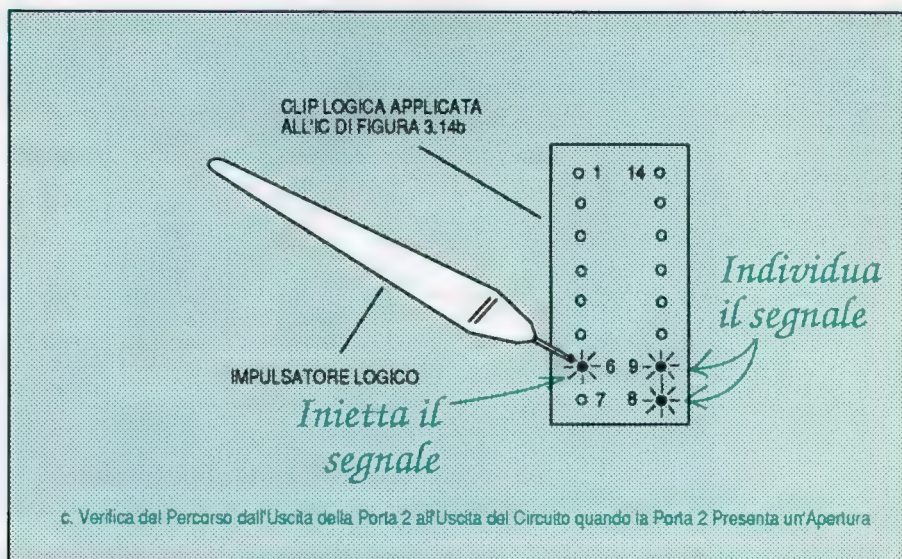 CLIP LOGICA APPLICATA
ALL'IC DI FIGURA 3.14b
1 14
Individua
il segnale
6 9
7 8
IMPULSATORE LOGICO
Inietta il
segnale
c. Verifica del Percorso dall'Uscita della Porta 2 all'Uscita del Circuito quando la Porta 2 Presenta un'Apertura